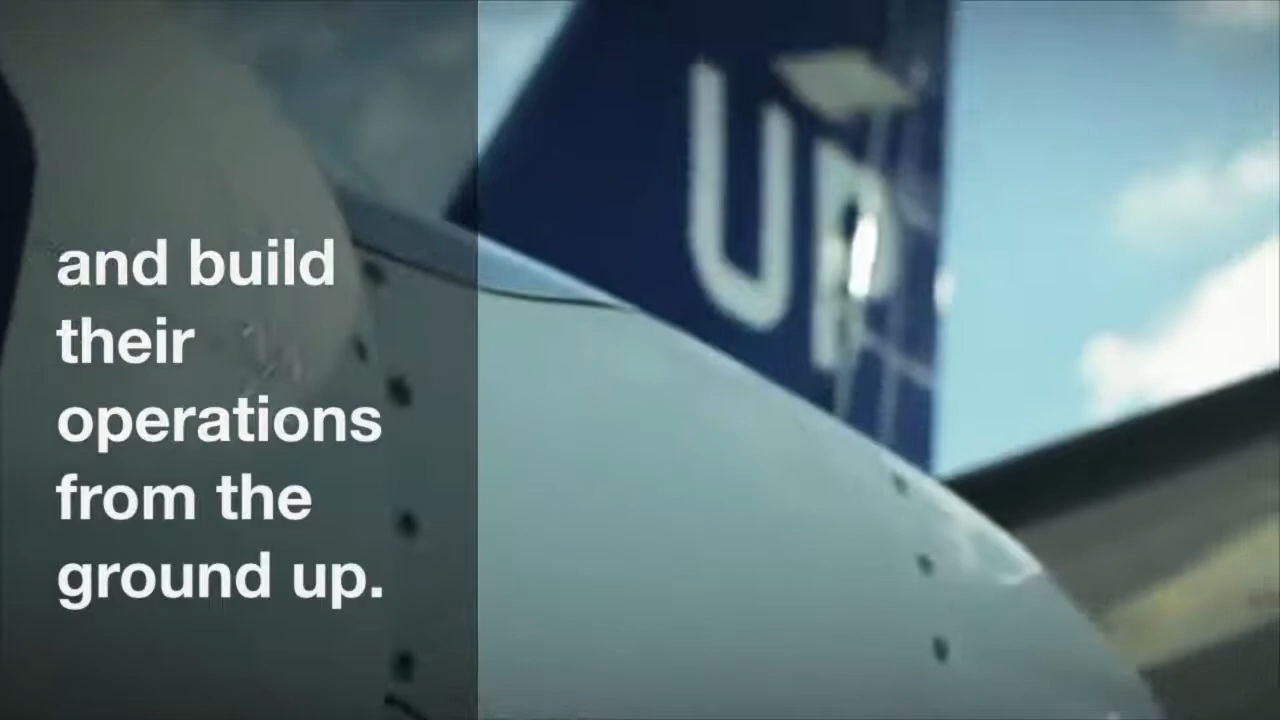 and build
their
operations
from the
ground up.
UP